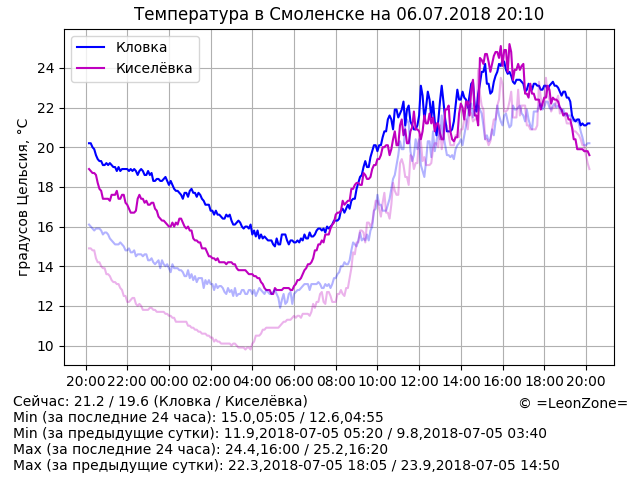 Температура в Смоленске на 06.07.2018 20:10
Кловка
Киселёвка
градусов Цельсия, °C
24
22
20
18
16
14
12
10
20:00 22:00 00:00 02:00 04:00 06:00 08:00 10:00 12:00 14:00 16:00 18:00 20:00
Сейчас: 21.2 / 19.6 (Кловка / Киселёвка)
© =LeonZone=
Min (за последние 24 часа): 15.0,05:05 / 12.6,04:55
Min (за предыдущие сутки): 11.9,2018-07-05 05:20 / 9.8,2018-07-05 03:40
Max (за последние 24 часа): 24.4,16:00 / 25.2,16:20
Max (за предыдущие сутки): 22.3,2018-07-05 18:05 / 23.9,2018-07-05 14:50